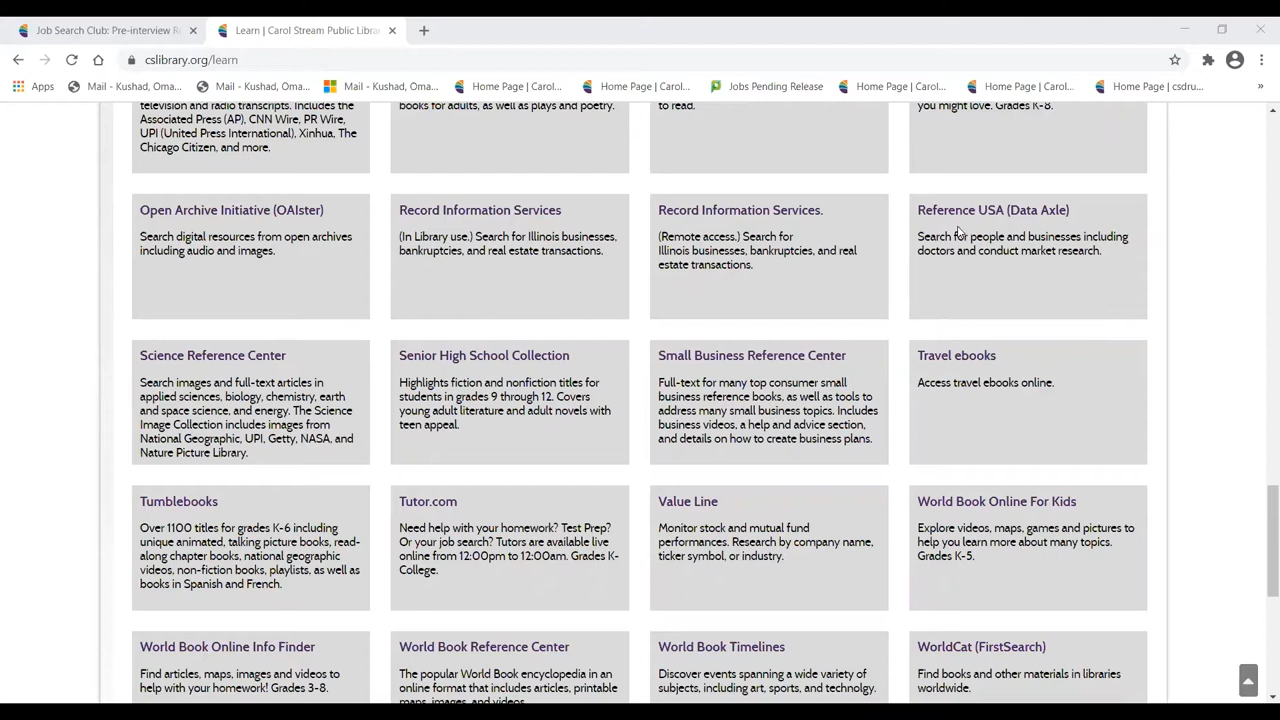 Job Search Club: Pre-interview R
Learn | Carol Stream Public Libra
cslibrary.org/learn
Apps
Mail - Kushad, Oma...
Mail - Kushad, Oma...
Mail - Kushad, Oma...
Home Page | Carol...
Home Page | Carol...
Jobs Pending Release
Home Page | Carol...
Home Page | Carol...
Home Page | csdru...
»
television and radio transcripts. Includes the
Associated Press (AP), CNN Wire, PR Wire,
UPI (United Press International), Xinhua, The
Chicago Citizen, and more.
books for adults, as well as plays and poetry.
to read.
you might love. Grades K-8.
Open Archive Initiative (OAIster)
Search digital resources from open archives
including audio and images.
Record Information Services
(In Library use.) Search for Illinois businesses,
bankruptcies, and real estate transactions.
Record Information Services.
(Remote access.) Search for
Illinois businesses, bankruptcies, and real
estate transactions.
Reference USA (Data Axle)
Search for people and businesses including
doctors and conduct market research.
Science Reference Center
Search images and full-text articles in
applied sciences, biology, chemistry, earth
and space science, and energy. The Science
Image Collection includes images from
National Geographic, UPI, Getty, NASA, and
Nature Picture Library.
Senior High School Collection
Highlights fiction and nonfiction titles for
students in grades 9 through 12. Covers
young adult literature and adult novels with
teen appeal.
Small Business Reference Center
Full-text for many top consumer small
business reference books, as well as tools to
address many small business topics. Includes
business videos, a help and advice section,
and details on how to create business plans.
Travel ebooks
Access travel ebooks online.
Tumblebooks
Over 1100 titles for grades K-6 including
unique animated, talking picture books, read-
along chapter books, national geographic
videos, non-fiction books, playlists, as well as
books in Spanish and French.
Tutor.com
Need help with your homework? Test Prep?
Or your job search? Tutors are available live
online from 12:00pm to 12:00am. Grades K-
College.
Value Line
Monitor stock and mutual fund
performances. Research by company name,
ticker symbol, or industry.
World Book Online For Kids
Explore videos, maps, games and pictures to
help you learn more about many topics.
Grades K-5.
World Book Online Info Finder
Find articles, maps, images and videos to
help with your homework! Grades 3-8.
World Book Reference Center
The popular World Book encyclopedia in an
online format that includes articles, printable
maps, images, and videos.
World Book Timelines
Discover events spanning a wide variety of
subjects, including art, sports, and technolgy.
WorldCat (FirstSearch)
Find books and other materials in libraries
worldwide.